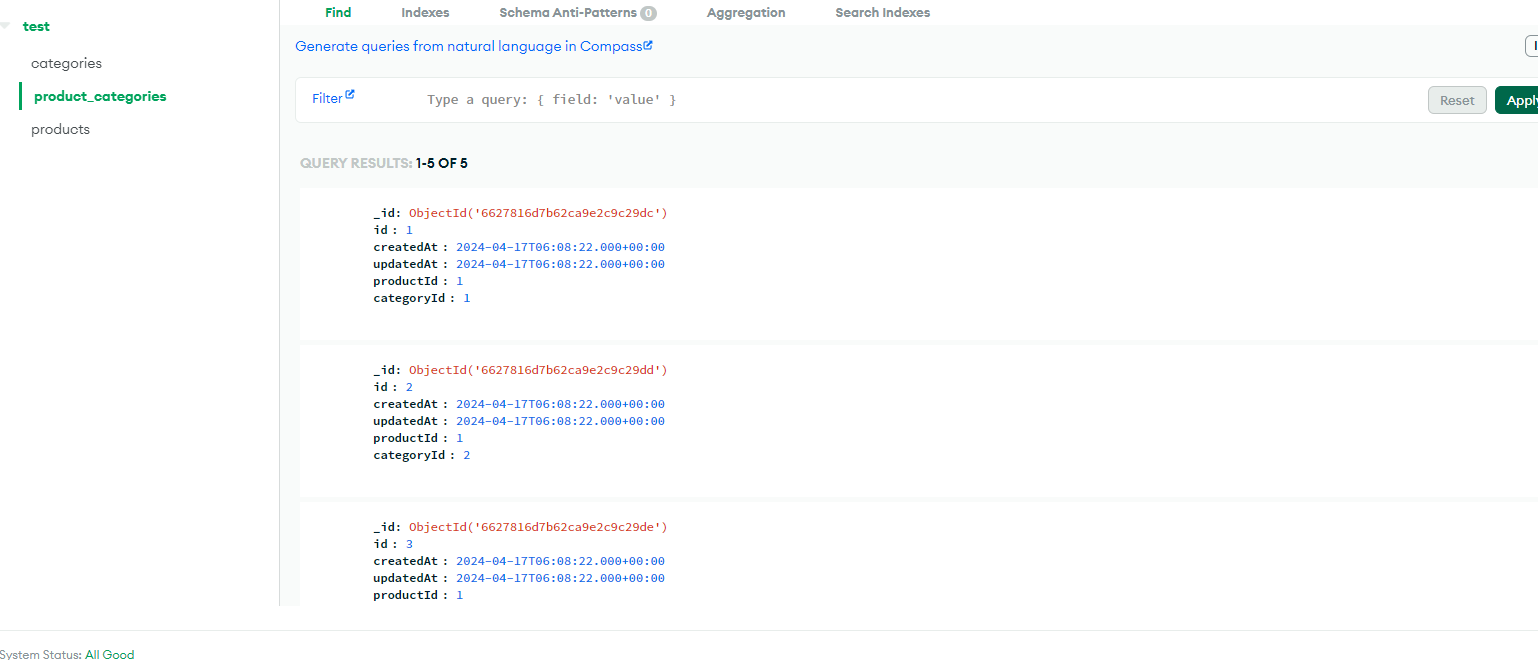 test
categories
product_categories
products
Find Indexes Schema Anti-Patterns 0 Aggregation Search Indexes
Generate queries from natural language in Compass
Filter Type a query: { field: 'value' } Reset Apply
QUERY RESULTS: 1-5 OF 5
_id: ObjectId('6627816d7b62ca9e2c9c29dc')
id : 1
createdAt : 2024-04-17T06:08:22.000+00:00
updatedAt : 2024-04-17T06:08:22.000+00:00
productId : 1
categoryId : 1
_id: ObjectId('6627816d7b62ca9e2c9c29dd')
id : 2
createdAt : 2024-04-17T06:08:22.000+00:00
updatedAt : 2024-04-17T06:08:22.000+00:00
productId : 1
categoryId : 2
_id: ObjectId('6627816d7b62ca9e2c9c29de')
id : 3
createdAt : 2024-04-17T06:08:22.000+00:00
updatedAt : 2024-04-17T06:08:22.000+00:00
productId : 1
System Status: All Good